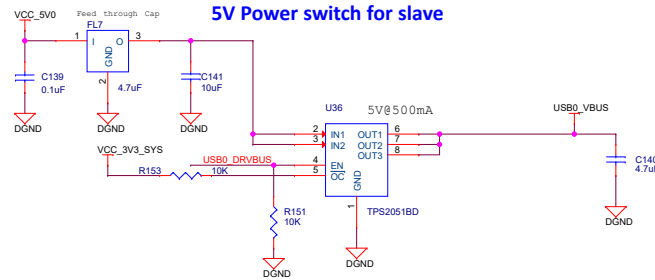 5V Power switch for slave
VCC_5V0
Feed through Cap
FL7
1
I
O
3
GND
2
4.7uF
C139
0.1uF
C141
10uF
DGND
DGND
DGND
U36
5V@500mA
USB0_VBUS
2
IN1
OUT1
6
3
IN2
OUT2
7
OUT3
8
VCC_3V3_SYS
USB0_DRVBUS
4
EN
R153
10K
5
OC
GND
1
TPS2051BD
C140
4.7u
R151
10K
DGND
DGND
DGND